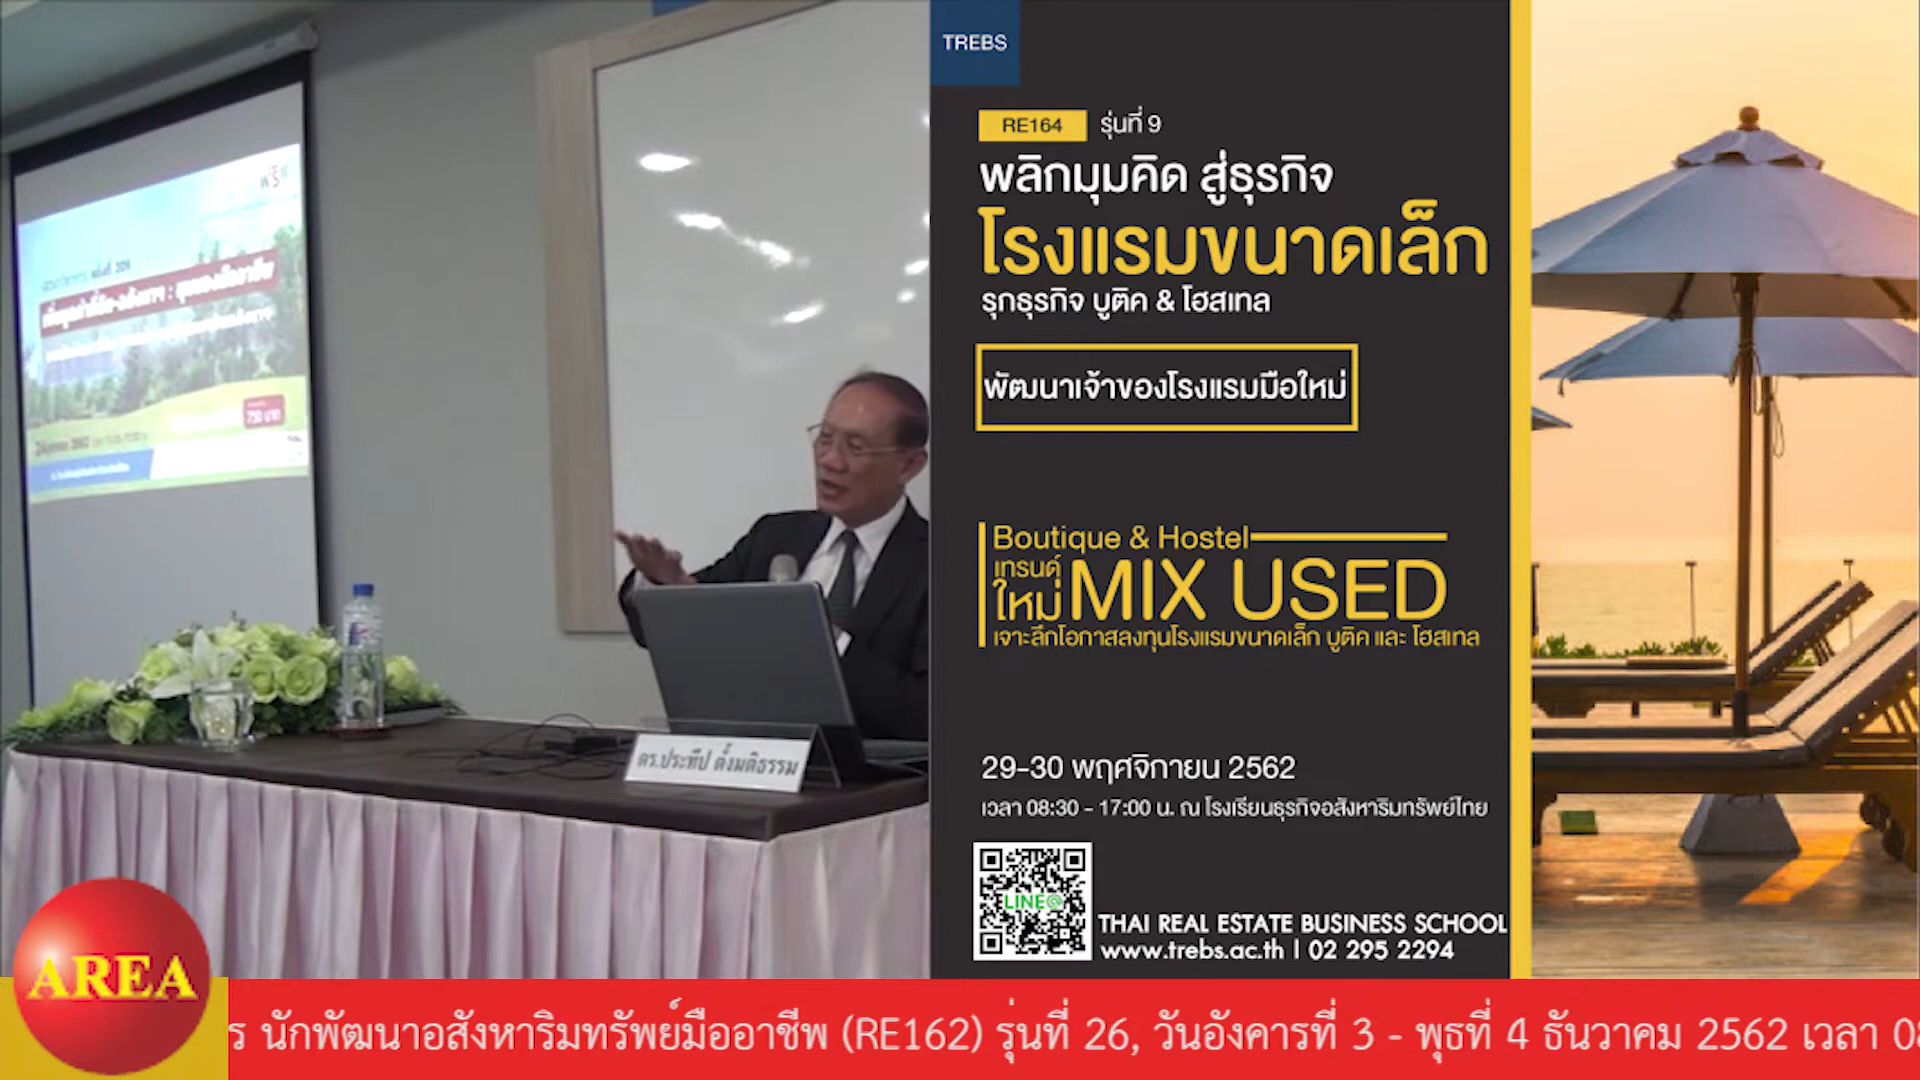 TREBS
RE164 รุ่นที่ 9
พลิกมุมคิด สู่ธุรกิจ
โรงแรมขนาดเล็ก
รุกธุรกิจ บูติค & โฮสเทล
พัฒนาเจ้าของโรงแรมมือใหม่
Boutique & Hostel
เทรนด์
ใหม่ MIX USED
เจาะลึกโอกาสลงทุนโรงแรมขนาดเล็ก บูติค และ โฮสเทล
29-30 พฤศจิกายน 2562
เวลา 08:30 - 17:00 น. ณ โรงเรียนธุรกิจอสังหาริมทรัพย์ไทย
LINE@
THAI REAL ESTATE BUSINESS SCHOOL
www.trebs.ac.th | 02 295 2294
ฟรี!!
ครั้งที่ 209
750 บาท
ดร.ประทีป ตั้งมติธรรม
AREA
ร นักพัฒนาอสังหาริมทรัพย์มืออาชีพ (RE162) รุ่นที่ 26, วันอังคารที่ 3 - พุธที่ 4 ธันวาคม 2562 เวลา 08